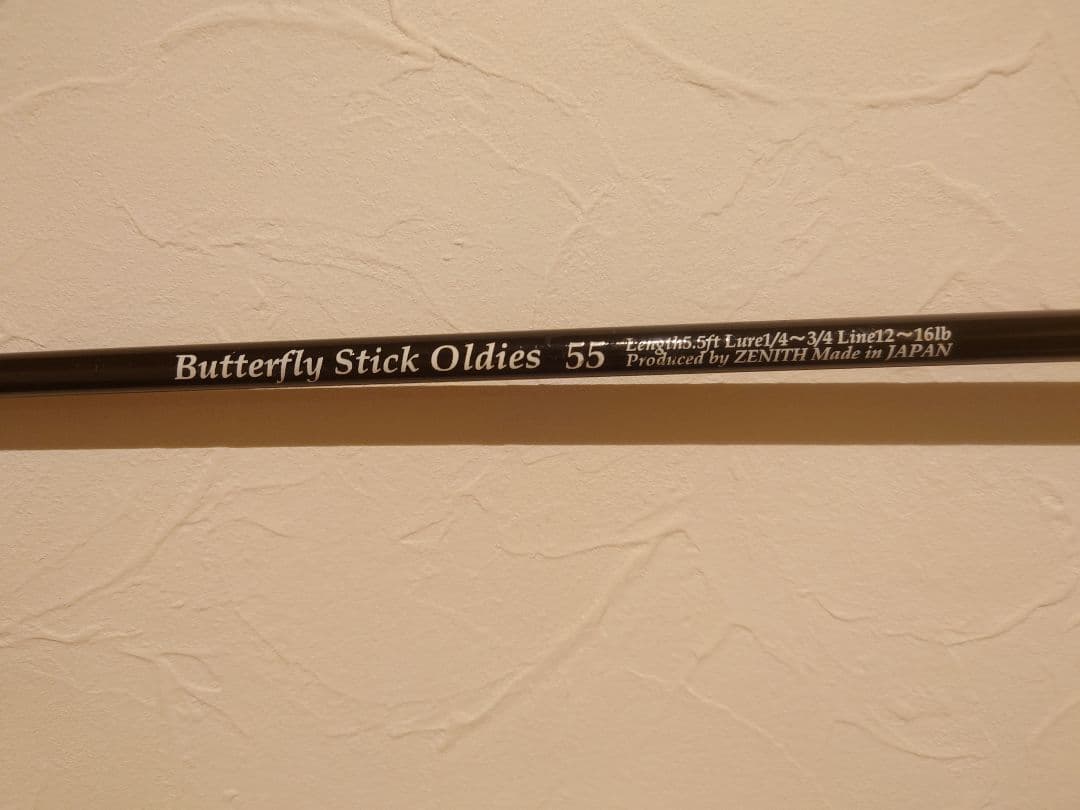 Butterfly Stick Oldies 55
Length5.5ft Lure1/4～3/4 Line12～16lb
Produced by ZENITH Made in JAPAN